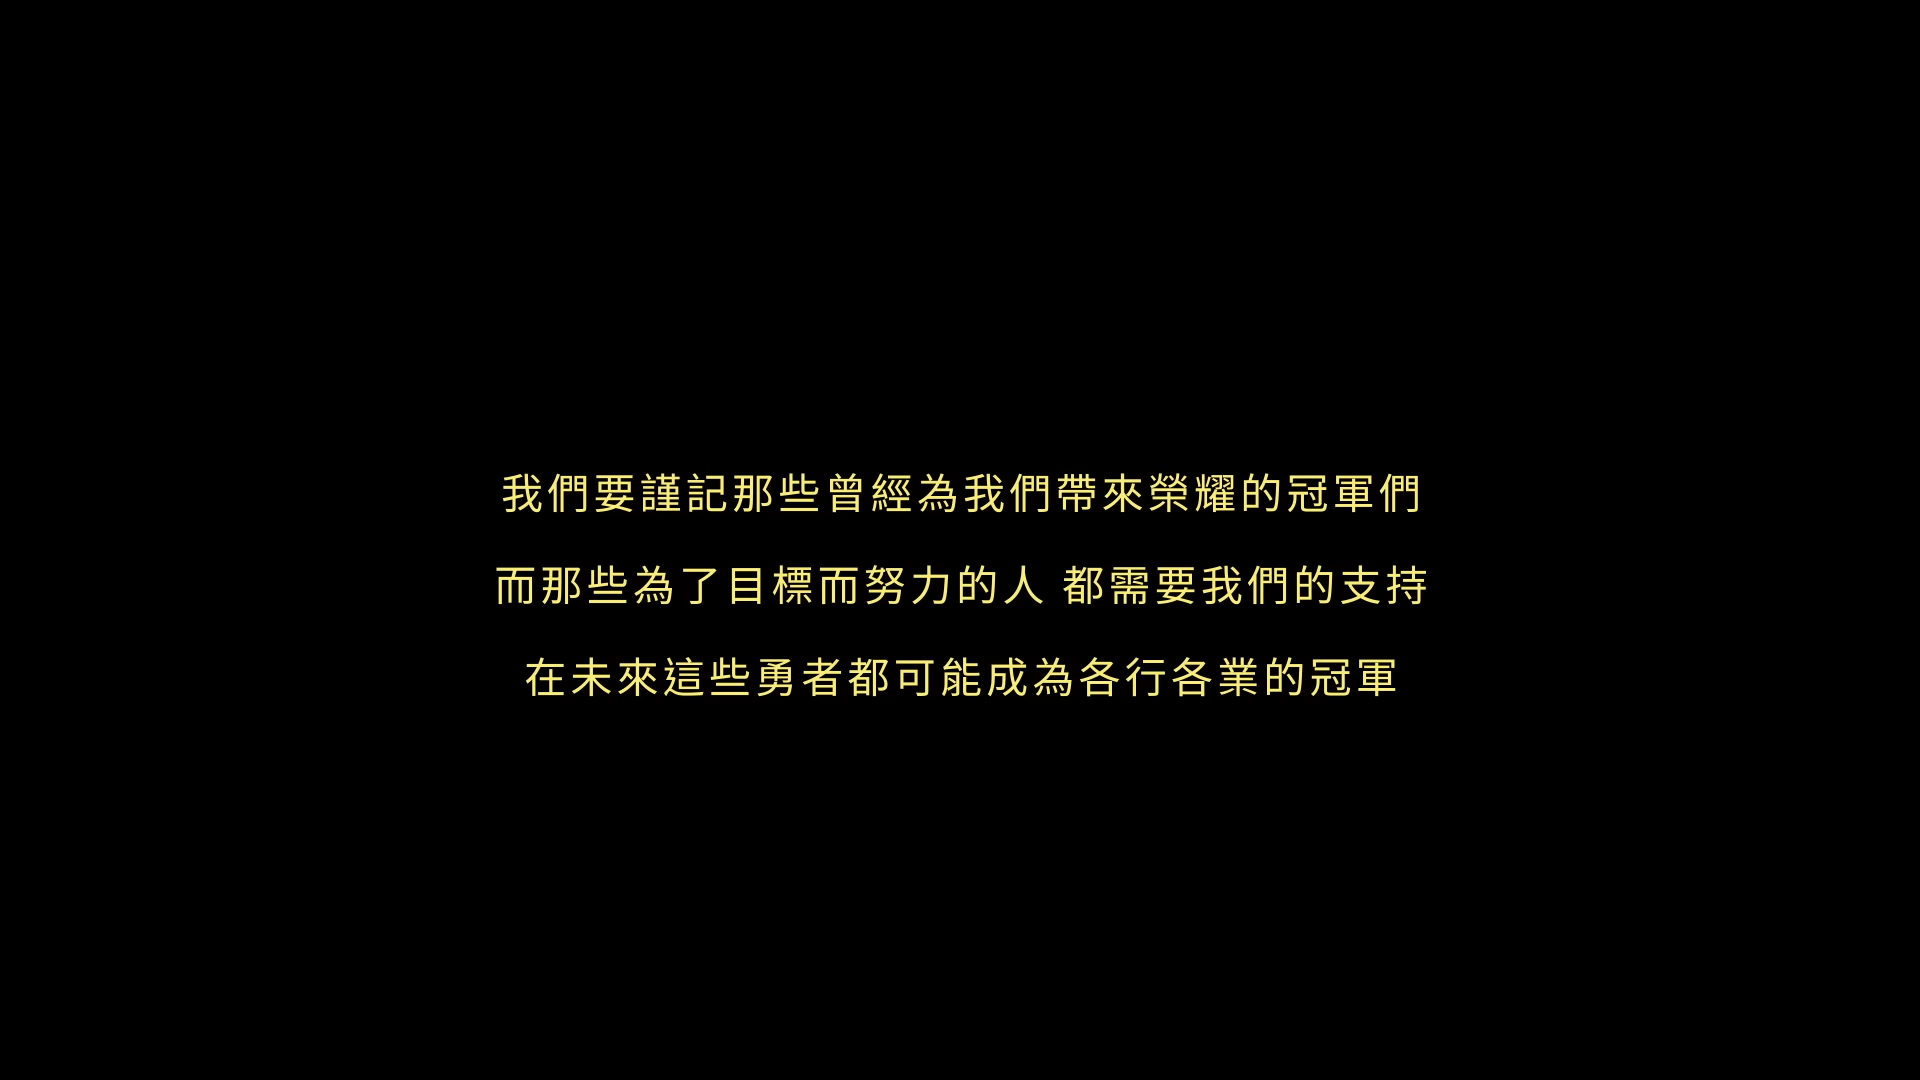 我們要謹記那些曾經為我們帶來榮耀的冠軍們
而那些為了目標而努力的人 都需要我們的支持
在未來這些勇者都可能成為各行各業的冠軍